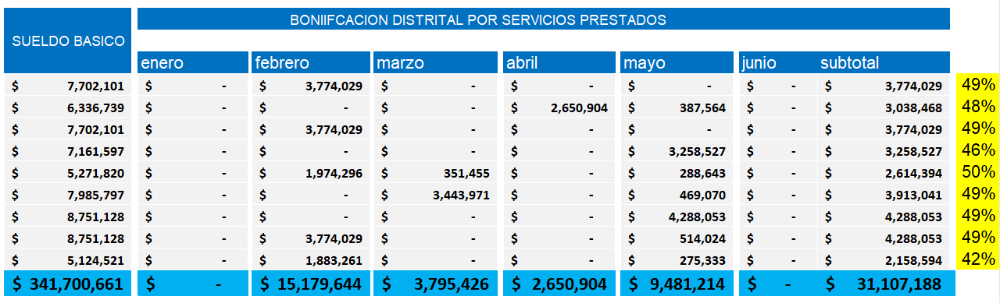 BONIIFCACION DISTRITAL POR SERVICIOS PRESTADOS
SUELDO BASICO
enero febrero marzo abril mayo junio subtotal
$ 7,702,101 $ - $ 3,774,029 $ - $ - $ - $ - $ 3,774,029 49%
$ 6,336,739 $ - $ - $ - $ 2,650,904 $ 387,564 $ - $ 3,038,468 48%
$ 7,702,101 $ - $ 3,774,029 $ - $ - $ - $ - $ 3,774,029 49%
$ 7,161,597 $ - $ - $ - $ - $ 3,258,527 $ - $ 3,258,527 46%
$ 5,271,820 $ - $ 1,974,296 $ 351,455 $ - $ 288,643 $ - $ 2,614,394 50%
$ 7,985,797 $ - $ - $ 3,443,971 $ - $ 469,070 $ - $ 3,913,041 49%
$ 8,751,128 $ - $ - $ - $ - $ 4,288,053 $ - $ 4,288,053 49%
$ 8,751,128 $ - $ 3,774,029 $ - $ - $ 514,024 $ - $ 4,288,053 49%
$ 5,124,521 $ - $ 1,883,261 $ - $ - $ 275,333 $ - $ 2,158,594 42%
$ 341,700,661 $ - $ 15,179,644 $ 3,795,426 $ 2,650,904 $ 9,481,214 $ - $ 31,107,188